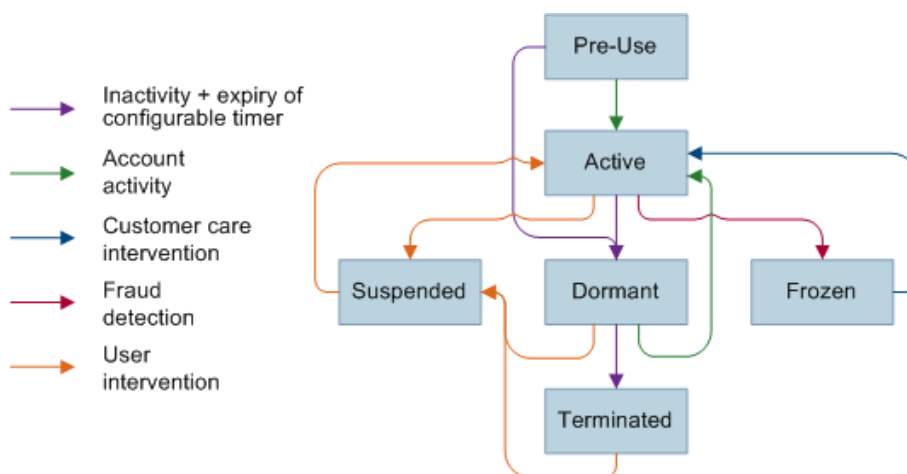 Inactivity + expiry of
configurable timer
Account
activity
Customer care
intervention
Fraud
detection
User
intervention
Pre-Use
Active
Suspended
Dormant
Frozen
Terminated